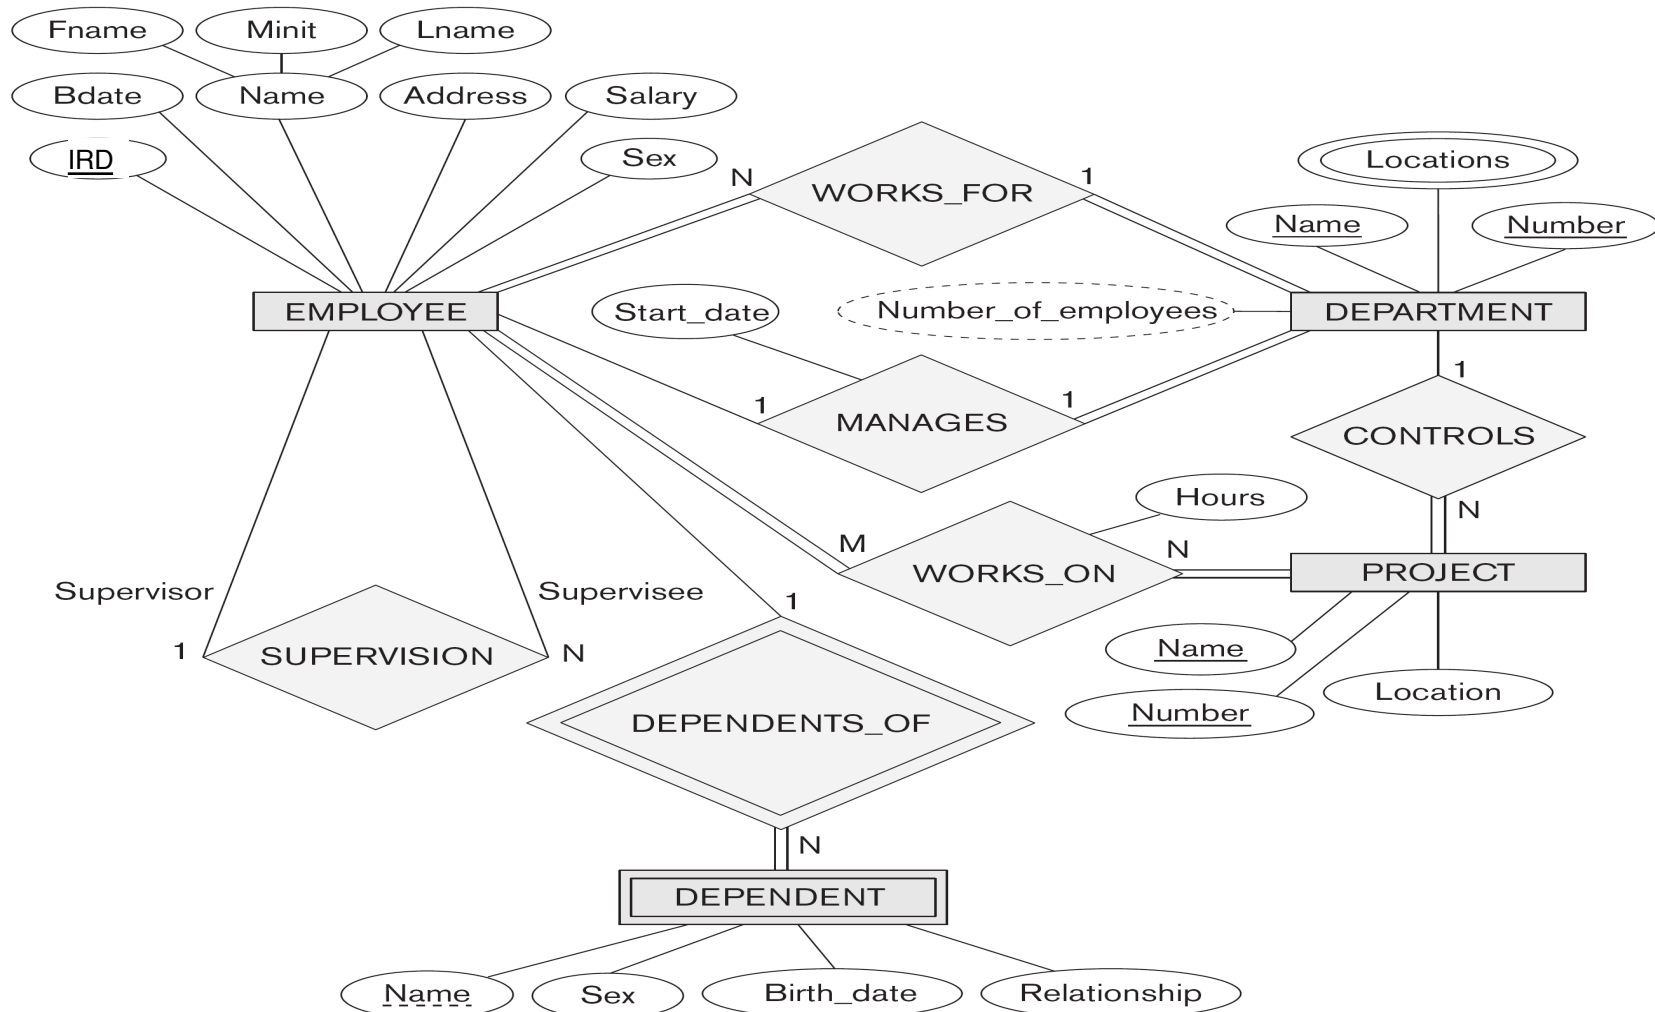 Fname
Minit
Lname
Bdate
Name
Address
Salary
IRD
Sex
N
WORKS_FOR
1
Locations
Name
Number
EMPLOYEE
Start_date
Number_of_employees
DEPARTMENT
1
MANAGES
1
1
CONTROLS
N
Hours
M
WORKS_ON
N
PROJECT
Supervisor
Supervisee
1
SUPERVISION
N
1
Name
Number
Location
DEPENDENTS_OF
N
DEPENDENT
Name
Sex
Birth_date
Relationship